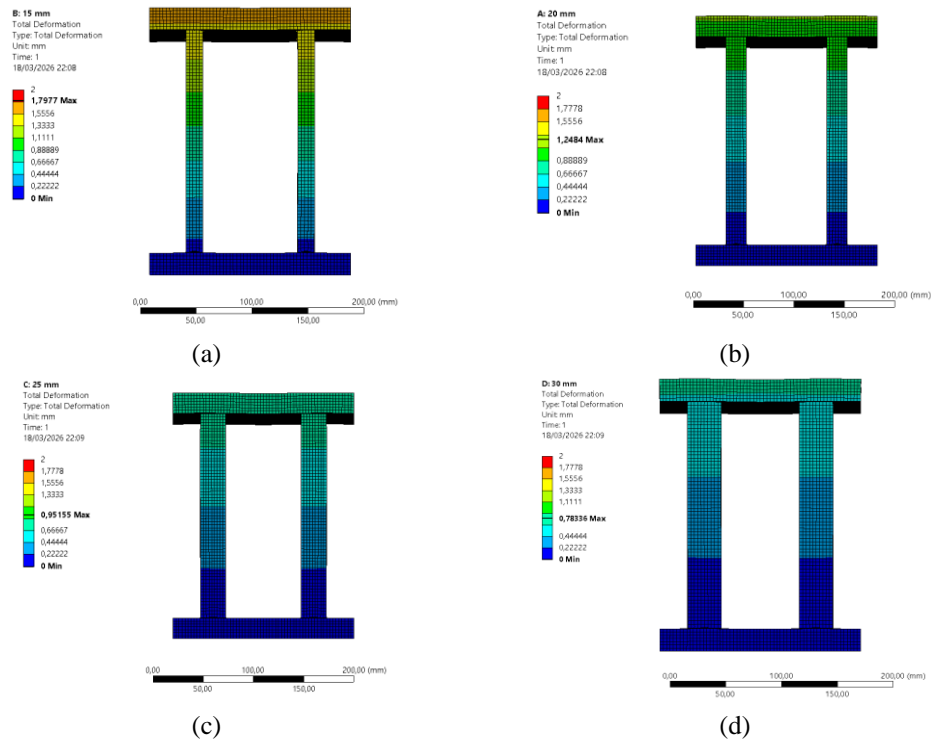 B: 15 mm
Total Deformation
Type: Total Deformation
Unit: mm
Time: 1
18/03/2026 22:08
2
1,7977 Max
1,5556
1,3333
1,1111
0,88889
0,66667
0,44444
0,22222
0 Min
0,00 100,00 200,00 (mm)
50,00 150,00
(a)
A: 20 mm
Total Deformation
Type: Total Deformation
Unit: mm
Time: 1
18/03/2026 22:08
2
1,7778
1,5556
1,2484 Max
0,88889
0,66667
0,44444
0,22222
0 Min
0,00 100,00 200,00 (mm)
50,00 150,00
(b)
C: 25 mm
Total Deformation
Type: Total Deformation
Unit: mm
Time: 1
18/03/2026 22:09
2
1,7778
1,5556
1,3333
0,95155 Max
0,66667
0,44444
0,22222
0 Min
0,00 100,00 200,00 (mm)
50,00 150,00
(c)
D: 30 mm
Total Deformation
Type: Total Deformation
Unit: mm
Time: 1
18/03/2026 22:09
2
1,7778
1,5556
1,3333
1,1111
0,78336 Max
0,44444
0,22222
0 Min
0,00 100,00 200,00 (mm)
50,00 150,00
(d)